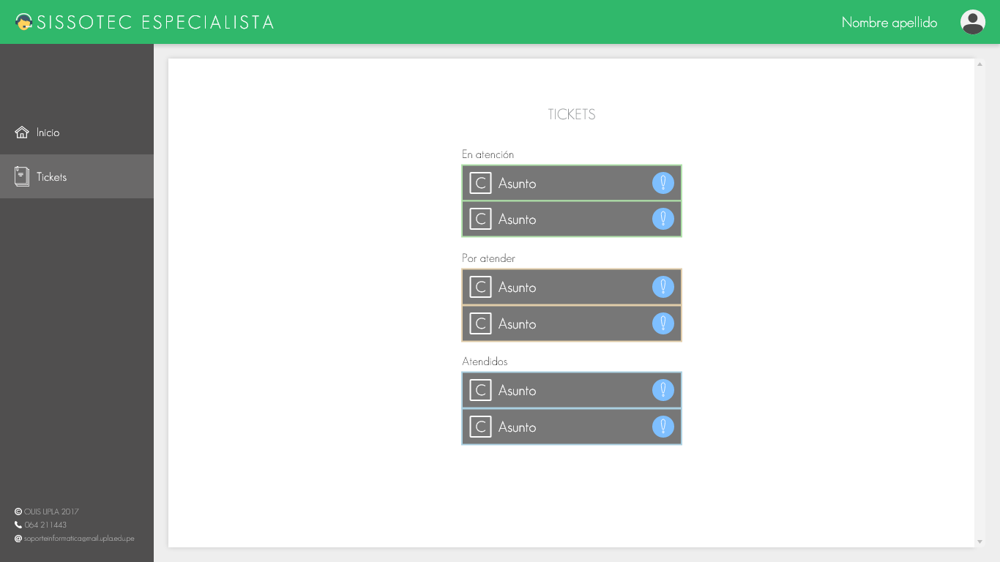 SISSOTEC ESPECIALISTA
Nombre apellido
Inicio
Tickets
TICKETS
En atención
C Asunto !
C Asunto !
Por atender
C Asunto !
C Asunto !
Atendidos
C Asunto !
C Asunto !
© OUIS UPLA 2017
064 211443
@ soporteinformatica@mail.upla.edu.pe